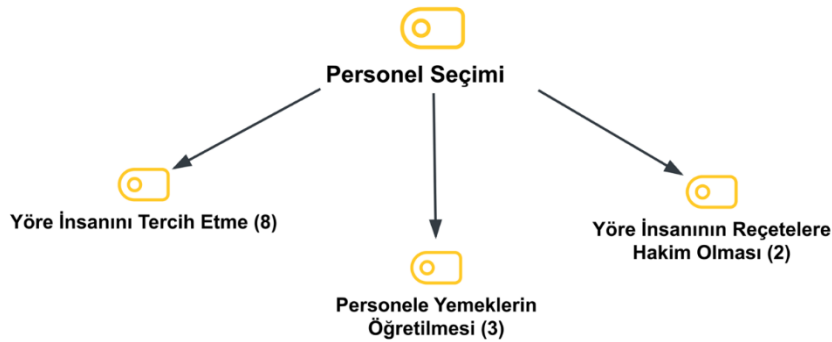 Personel Seçimi
Yöre İnsanını Tercih Etme (8)
Personele Yemeklerin
Öğretilmesi (3)
Yöre İnsanının Reçetelere
Hakim Olması (2)